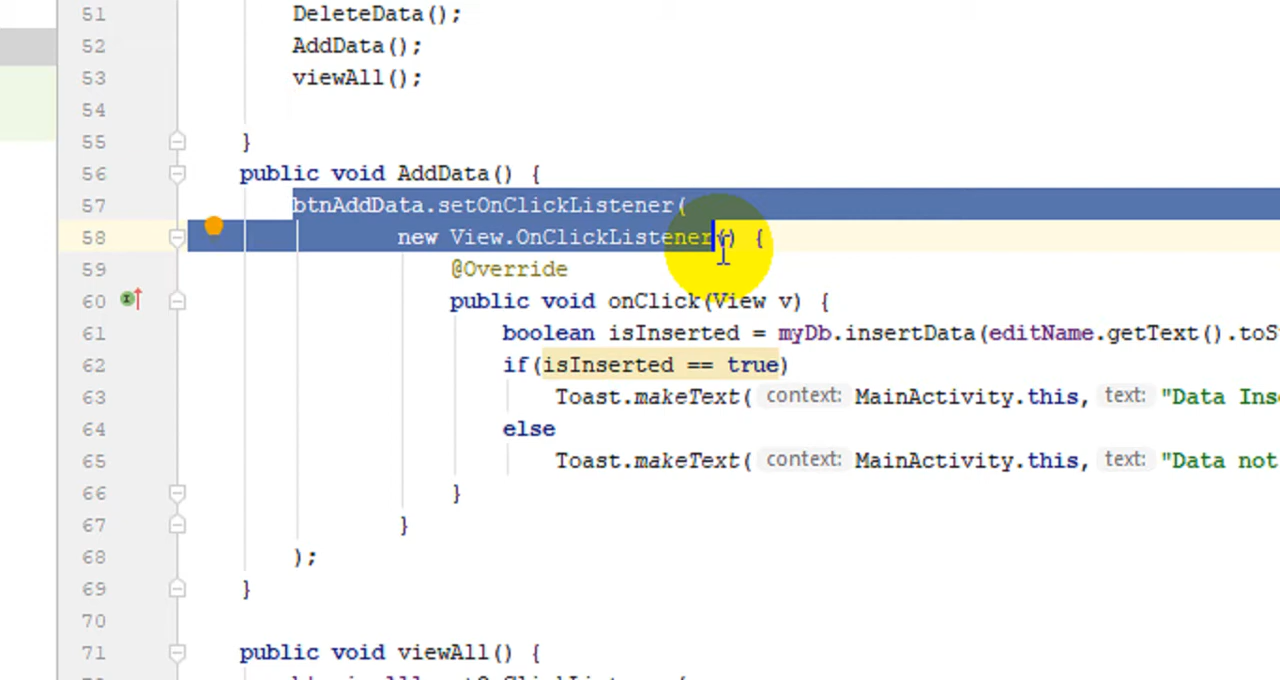 51 DeleteData();
52 AddData();
53 viewAll();
54
55 }
56 public void AddData() {
57 btnAddData.setOnClickListener(
58 new View.OnClickListener() {
59 @Override
60 public void onClick(View v) {
61 boolean isInserted = myDb.insertData(editName.getText().toS
62 if(isInserted == true)
63 Toast.makeText( context: MainActivity.this, text: "Data Ins
64 else
65 Toast.makeText( context: MainActivity.this, text: "Data not
66 }
67 }
68 );
69 }
70
71 public void viewAll() {